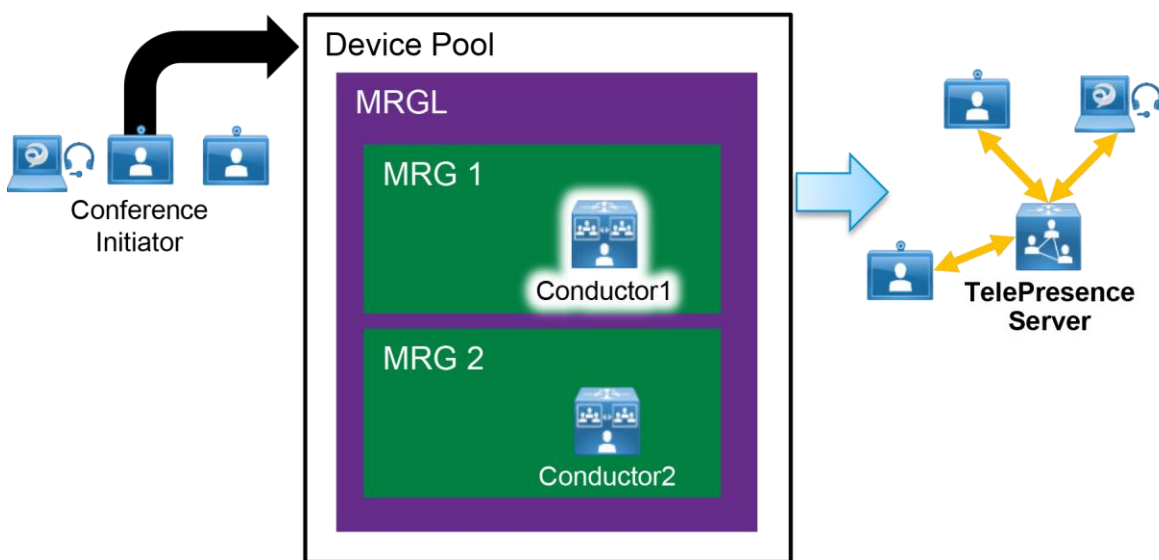 Device Pool
MRGL
MRG 1
Conductor1
MRG 2
Conductor2
Conference
Initiator
TelePresence
Server